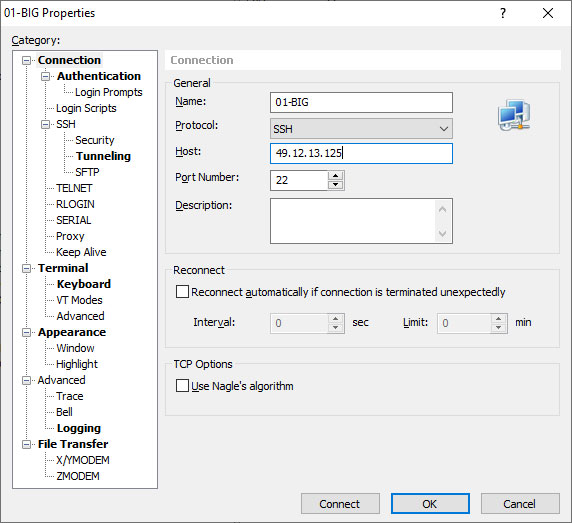 01-BIG Properties
Category:
Connection
Authentication
Login Prompts
Login Scripts
SSH
Security
Tunneling
SFTP
TELNET
RLOGIN
SERIAL
Proxy
Keep Alive
Terminal
Keyboard
VT Modes
Advanced
Appearance
Window
Highlight
Advanced
Trace
Bell
Logging
File Transfer
X/YMODEM
ZMODEM
Connection
General
Name: 01-BIG
Protocol: SSH
Host: 49.12.13.125
Port Number: 22
Description:
Reconnect
Reconnect automatically if connection is terminated unexpectedly
Interval: 0 sec Limit: 0 min
TCP Options
Use Nagle's algorithm
Connect OK Cancel